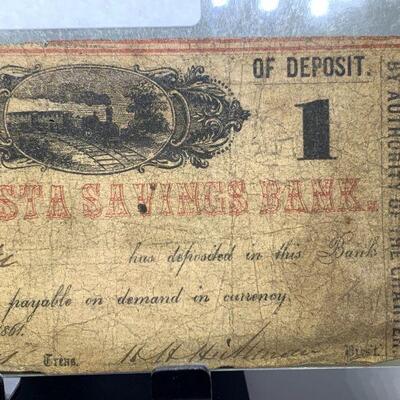 OF DEPOSIT.
1
STA SAVINGS BANK.
has deposited in this Bank
payable on demand in currency.
1861.
Treas. Prest.
BY AUTHORITY OF THE CHARTER